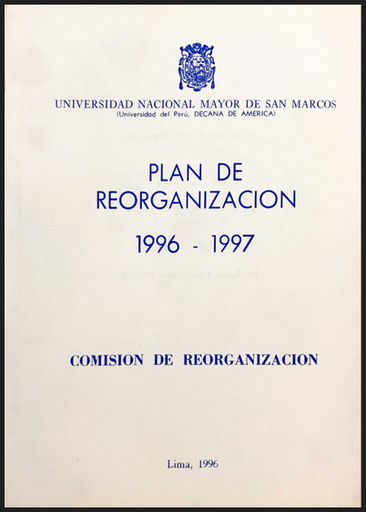 UNIVERSIDAD NACIONAL MAYOR DE SAN MARCOS
(Universidad del Perú, DECANA DE AMERICA)
PLAN DE
REORGANIZACION
1996 - 1997
COMISION DE REORGANIZACION
Lima, 1996